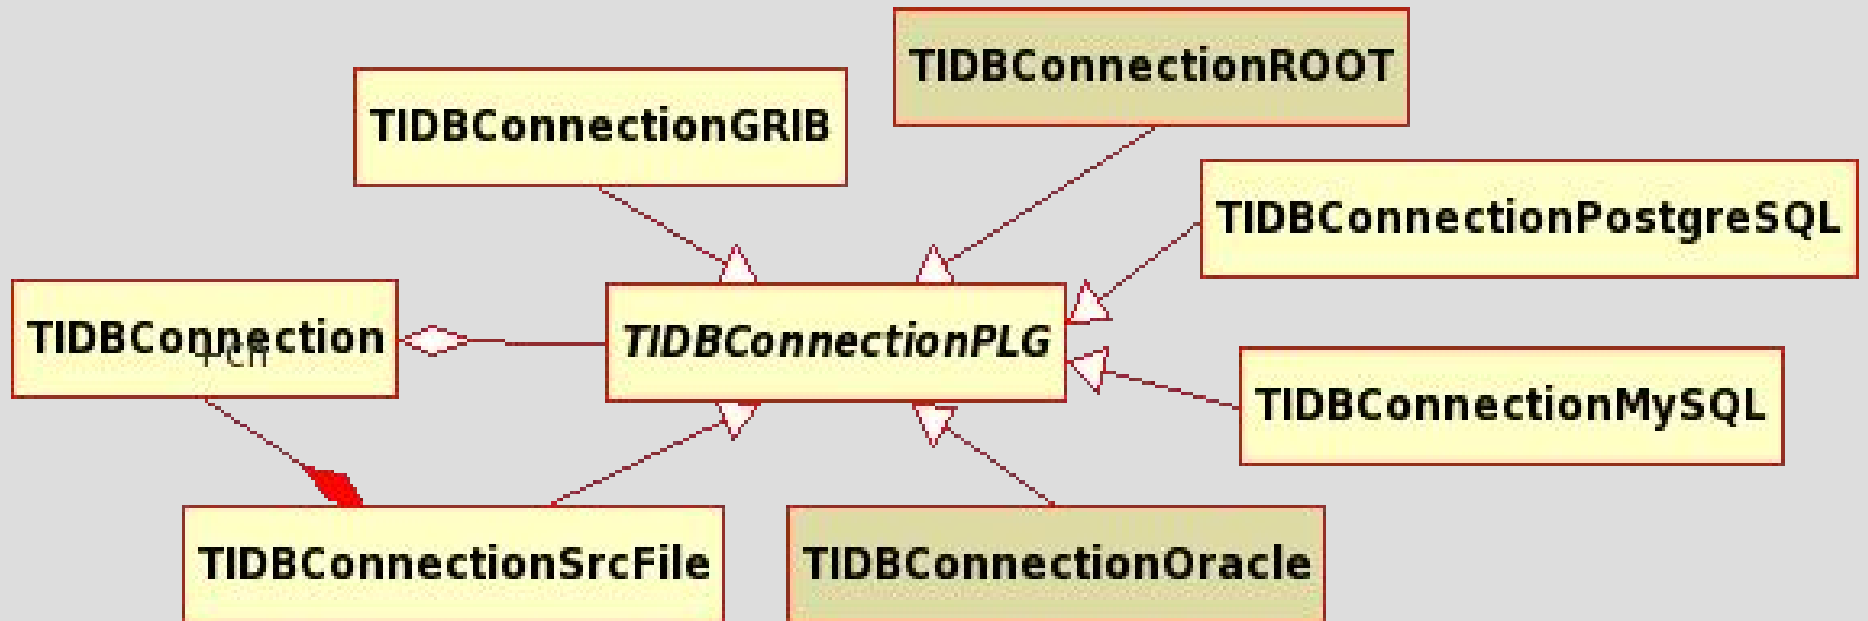 TIDBConnectionROOT
TIDBConnectionGRIB
TIDBConnectionPostgreSQL
TIDBConnection
TIDBConnectionPLG
TIDBConnectionMySQL
TIDBConnectionSrcFile
TIDBConnectionOracle